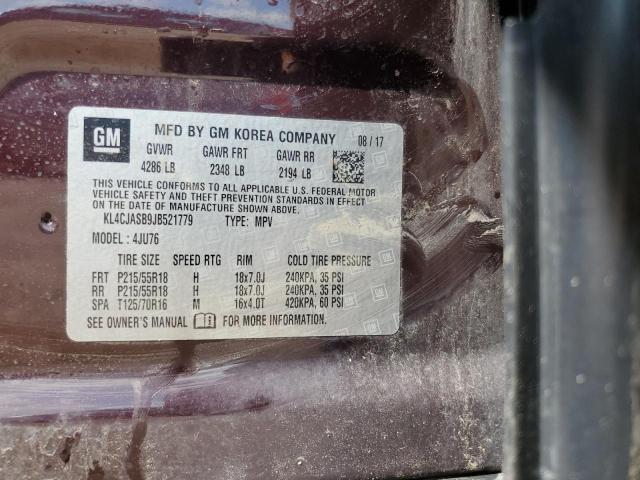 GM
MFD BY GM KOREA COMPANY 08 / 17
GVWR GAWR FRT GAWR RR
4286 LB 2348 LB 2194 LB
THIS VEHICLE CONFORMS TO ALL APPLICABLE U.S. FEDERAL MOTOR
VEHICLE SAFETY AND THEFT PREVENTION STANDARDS IN EFFECT
ON THE DATE OF MANUFACTURE SHOWN ABOVE.
KL4CJASB9JB521779 TYPE: MPV
MODEL : 4JU76
TIRE SIZE SPEED RTG RIM COLD TIRE PRESSURE
FRT P215/55R18 H 18x7.0J 240KPA, 35 PSI
RR P215/55R18 H 18x7.0J 240KPA, 35 PSI
SPA T125/70R16 M 16x4.0T 420KPA, 60 PSI
SEE OWNER'S MANUAL FOR MORE INFORMATION.